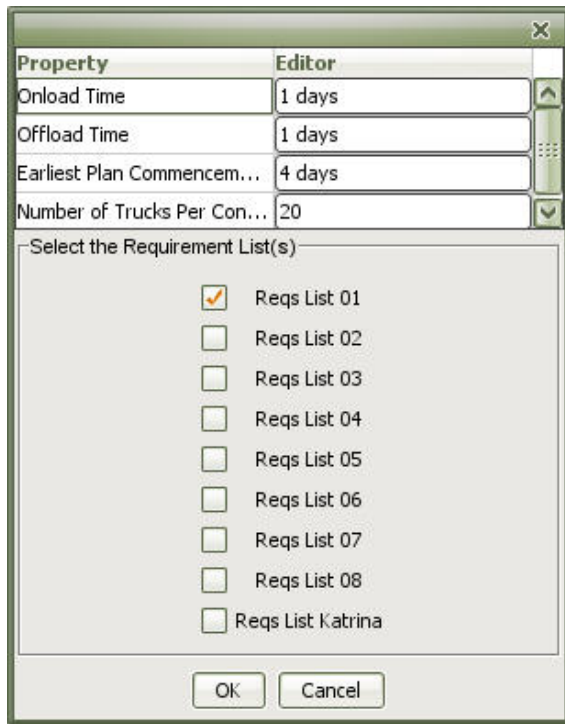 Property Editor
Onload Time 1 days
Offload Time 1 days
Earliest Plan Commencem... 4 days
Number of Trucks Per Con... 20
Select the Requirement List(s)
Reqs List 01
Reqs List 02
Reqs List 03
Reqs List 04
Reqs List 05
Reqs List 06
Reqs List 07
Reqs List 08
Reqs List Katrina
OK Cancel